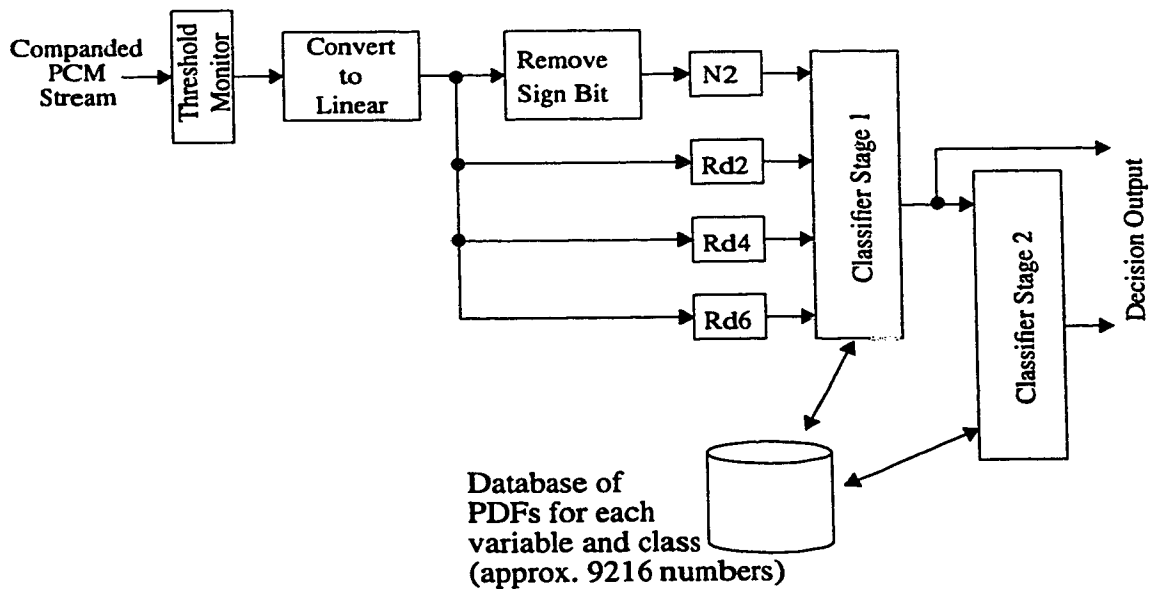 Companded
PCM
Stream
Threshold
Monitor
Convert
to
Linear
Remove
Sign Bit
N2
Rd2
Rd4
Rd6
Classifier Stage 1
Classifier Stage 2
Decision Output
Database of
PDFs for each
variable and class
(approx. 9216 numbers)